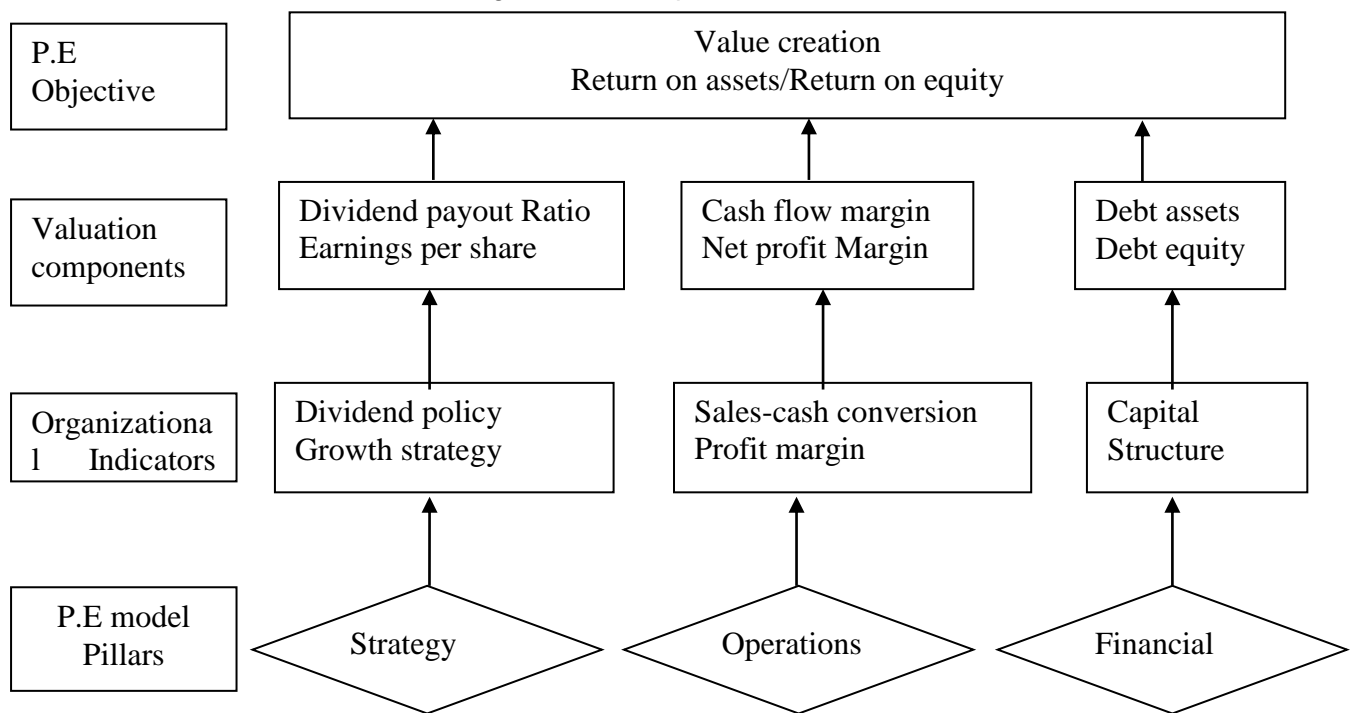 P.E
Objective
Value creation
Return on assets/Return on equity
Valuation
components
Dividend payout Ratio
Earnings per share
Cash flow margin
Net profit Margin
Debt assets
Debt equity
Organizationa
l Indicators
Dividend policy
Growth strategy
Sales-cash conversion
Profit margin
Capital
Structure
P.E model
Pillars
Strategy
Operations
Financial